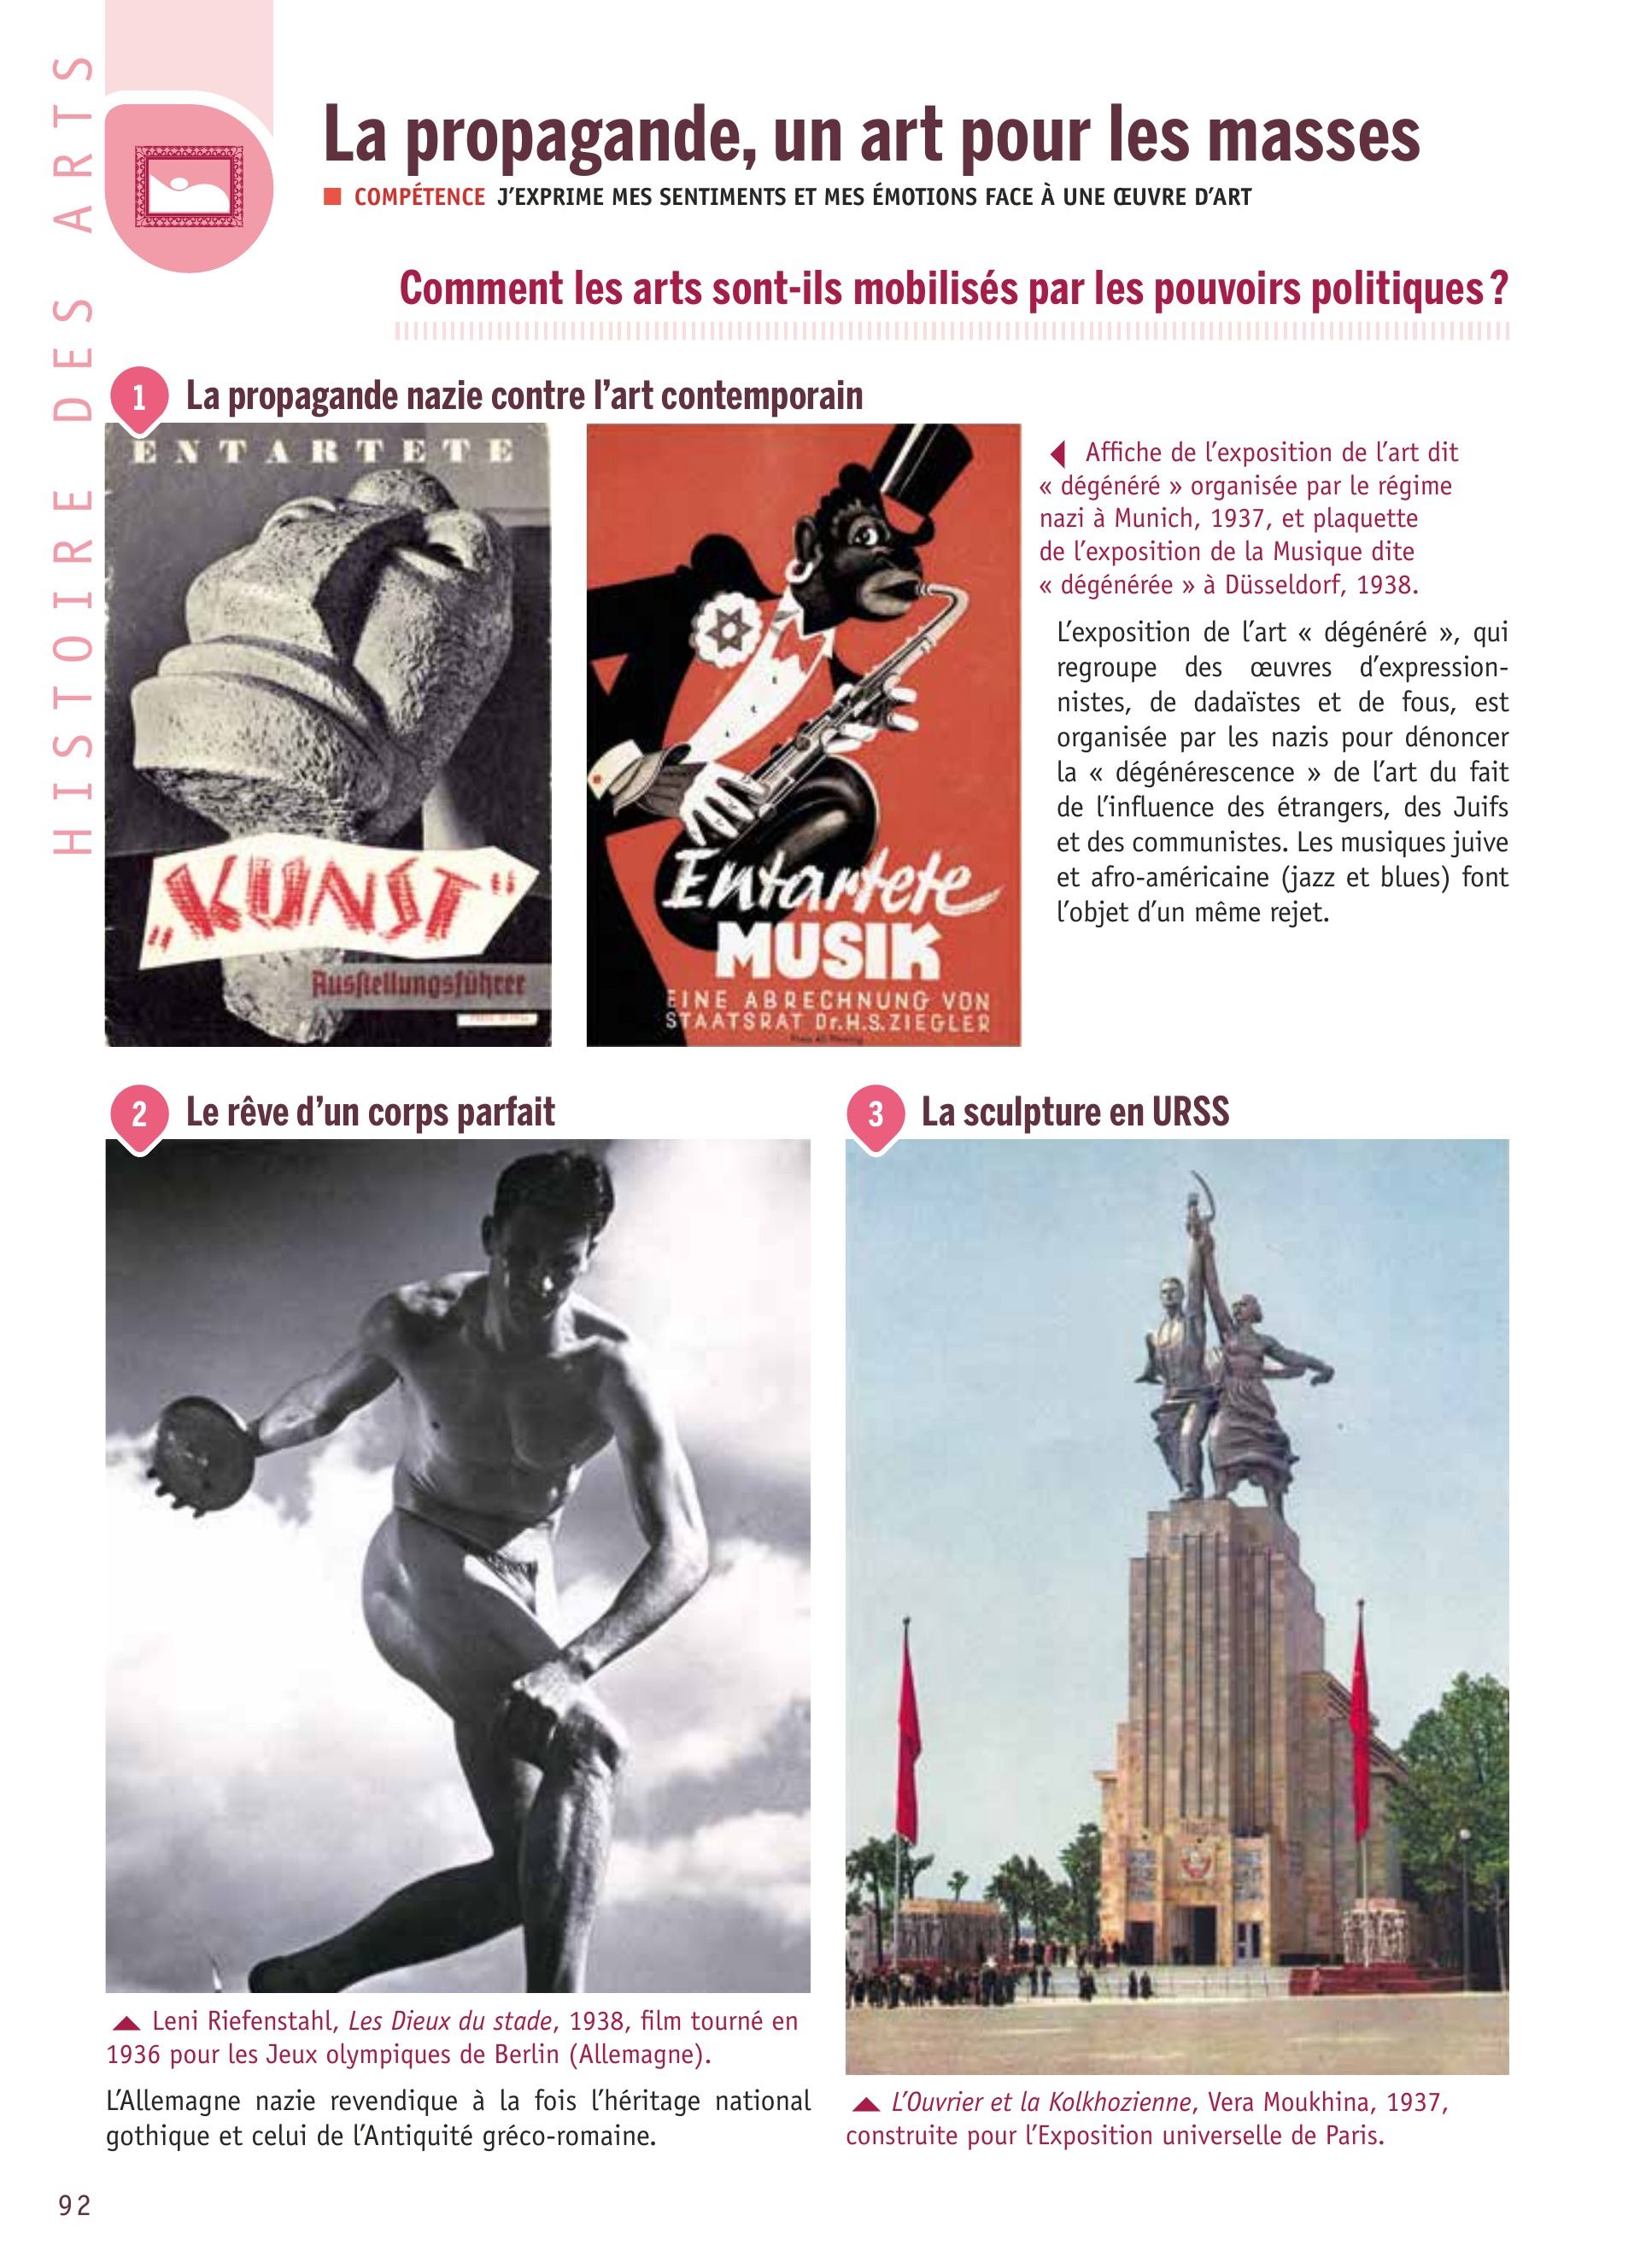 HISTOIRE DES ARTS
La propagande, un art pour les masses
■ COMPÉTENCE J’EXPRIME MES SENTIMENTS ET MES ÉMOTIONS FACE À UNE ŒUVRE D’ART
Comment les arts sont-ils mobilisés par les pouvoirs politiques ?
1 La propagande nazie contre l’art contemporain
ENTARTETE
„KUNST“
Ausstellungsführer
Entartete
MUSIK
EINE ABRECHNUNG VON
STAATSRAT Dr. H.S. ZIEGLER
◀ Affiche de l’exposition de l’art dit
« dégénéré » organisée par le régime
nazi à Munich, 1937, et plaquette
de l’exposition de la Musique dite
« dégénérée » à Düsseldorf, 1938.
L’exposition de l’art « dégénéré », qui
regroupe des œuvres d’expression-
nistes, de dadaïstes et de fous, est
organisée par les nazis pour dénoncer
la « dégénérescence » de l’art du fait
de l’influence des étrangers, des Juifs
et des communistes. Les musiques juive
et afro-américaine (jazz et blues) font
l’objet d’un même rejet.
2 Le rêve d’un corps parfait
▲ Leni Riefenstahl, Les Dieux du stade, 1938, film tourné en
1936 pour les Jeux olympiques de Berlin (Allemagne).
L’Allemagne nazie revendique à la fois l’héritage national
gothique et celui de l’Antiquité gréco-romaine.
3 La sculpture en URSS
▲ L’Ouvrier et la Kolkhozienne, Vera Moukhina, 1937,
construite pour l’Exposition universelle de Paris.
92